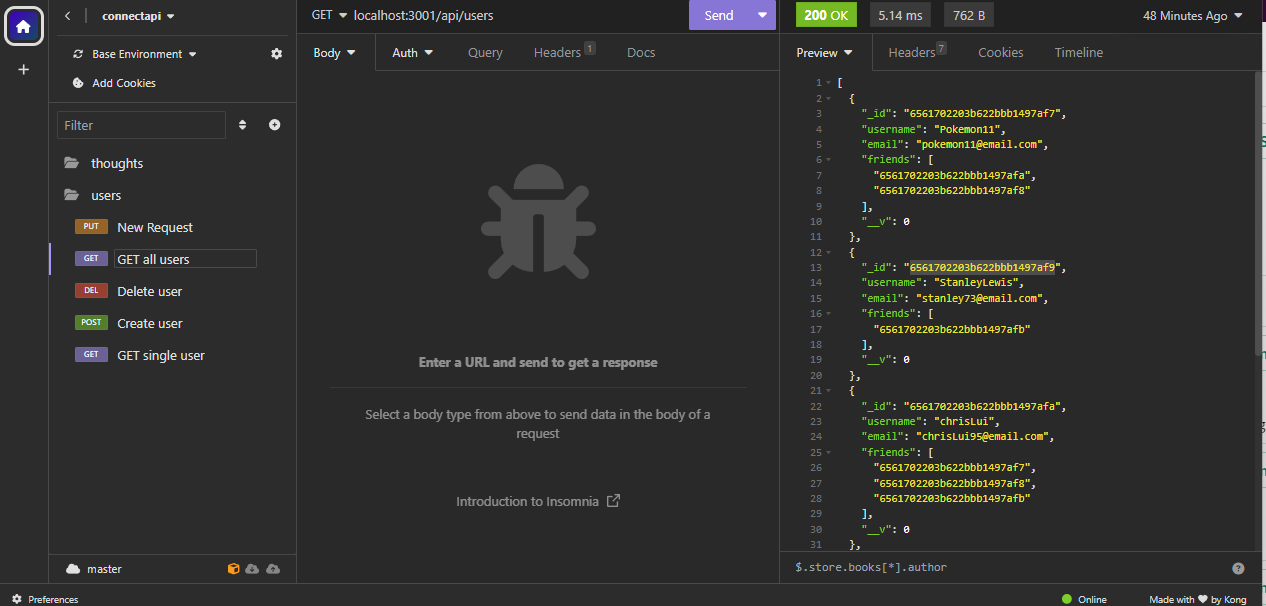 connectapi
Base Environment
Add Cookies
Filter
thoughts
users
PUT New Request
GET GET all users
DEL Delete user
POST Create user
GET GET single user
master
Preferences
GET localhost:3001/api/users
Send
Body Auth Query Headers 1 Docs
Enter a URL and send to get a response
Select a body type from above to send data in the body of a
request
Introduction to Insomnia
200 OK 5.14 ms 762 B 48 Minutes Ago
Preview Headers 7 Cookies Timeline
1 [
2 {
3 "_id": "6561702203b622bbb1497af7",
4 "username": "Pokemon11",
5 "email": "pokemon11@email.com",
6 "friends": [
7 "6561702203b622bbb1497afa",
8 "6561702203b622bbb1497af8"
9 ],
10 "__v": 0
11 },
12 {
13 "_id": "6561702203b622bbb1497af9",
14 "username": "StanleyLewis",
15 "email": "stanley73@email.com",
16 "friends": [
17 "6561702203b622bbb1497afb"
18 ],
19 "__v": 0
20 },
21 {
22 "_id": "6561702203b622bbb1497afa",
23 "username": "chrisLui",
24 "email": "chrisLui95@email.com",
25 "friends": [
26 "6561702203b622bbb1497af7",
27 "6561702203b622bbb1497af8",
28 "6561702203b622bbb1497afb"
29 ],
30 "__v": 0
31 },
$.store.books[*].author
Online
Made with ♥ by Kong